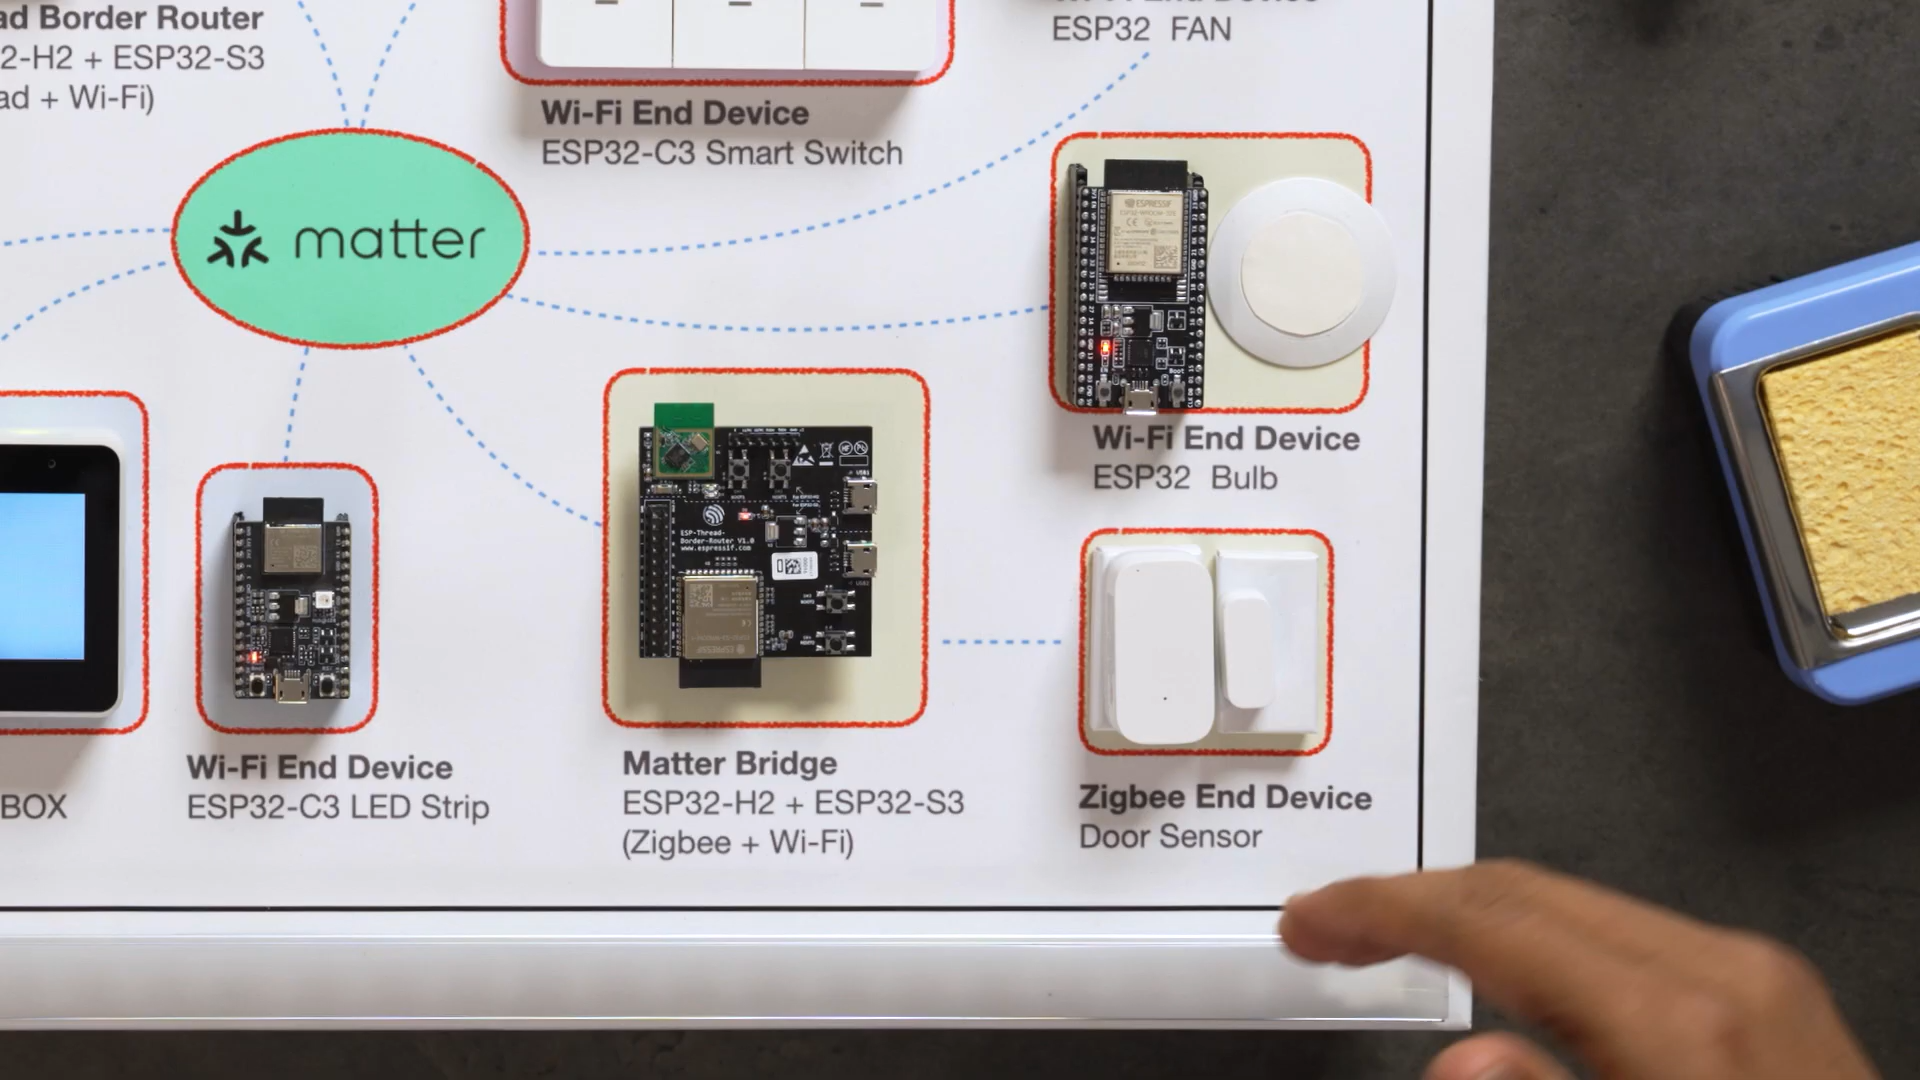 ad Border Router
2-H2 + ESP32-S3
ad + Wi-Fi)
Wi-Fi End Device
ESP32-C3 Smart Switch
ESP32 FAN
matter
ESPRESSIF
Boot
Wi-Fi End Device
ESP32 Bulb
ESP-Thread-
Border-Router V1.0
www.espressif.com
ESPRESSIF
BOX
Wi-Fi End Device
ESP32-C3 LED Strip
Matter Bridge
ESP32-H2 + ESP32-S3
(Zigbee + Wi-Fi)
Zigbee End Device
Door Sensor